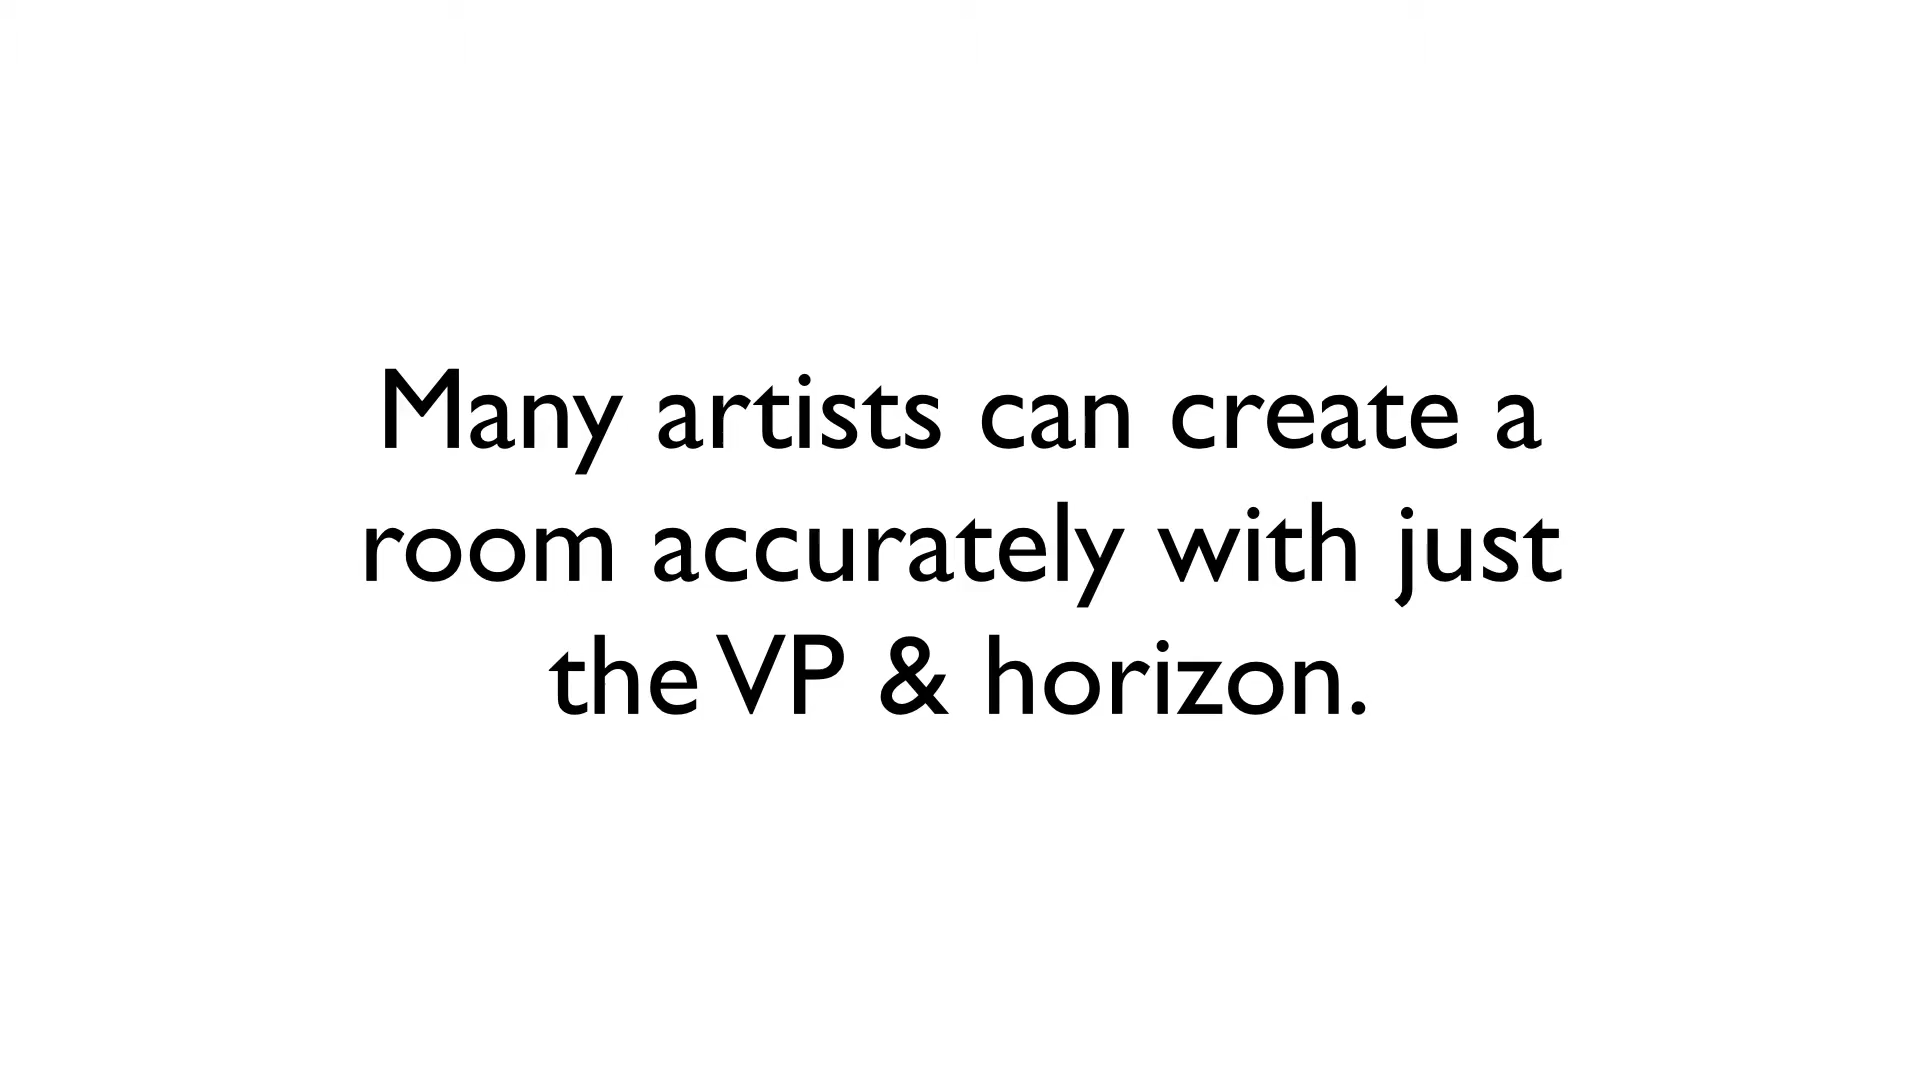 Many artists can create a
room accurately with just
the VP & horizon.